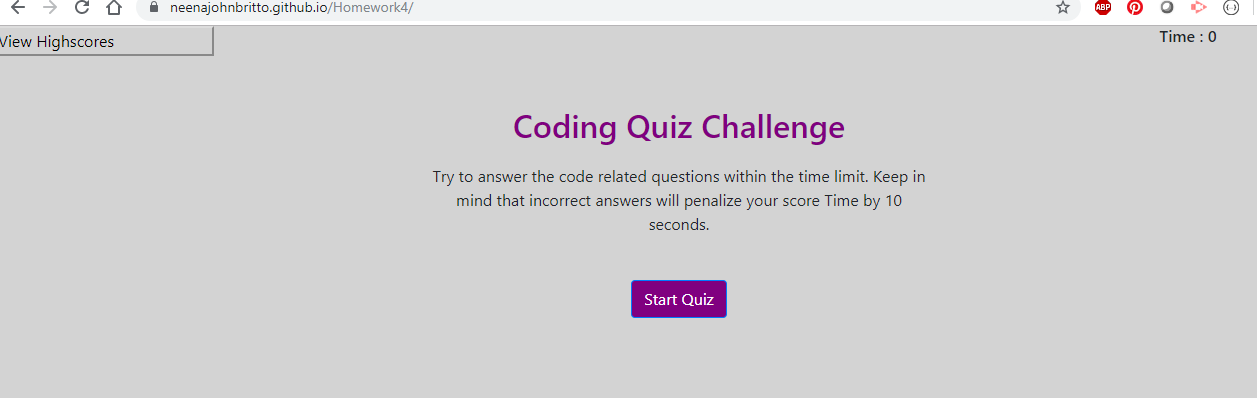 neenajohnbritto.github.io/Homework4/
ABP
View Highscores
Time : 0
Coding Quiz Challenge
Try to answer the code related questions within the time limit. Keep in
mind that incorrect answers will penalize your score Time by 10
seconds.
Start Quiz